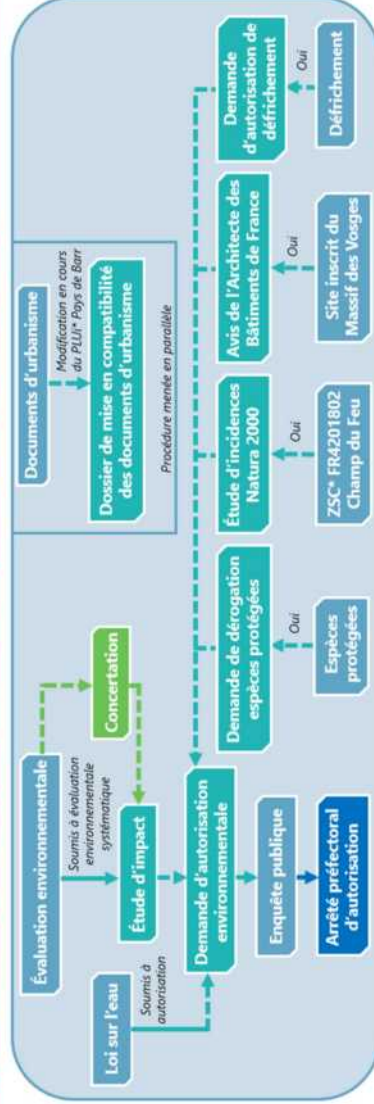 Évaluation environnementale
Soumis à évaluation
environnementale
systématique
Concertation
Loi sur l'eau
Soumis à
autorisation
Étude d'impact
Demande d'autorisation
environnementale
Enquête publique
Arrêté préfectoral
d'autorisation
Documents d'urbanisme
Modification en cours
du PLUi* Pays de Barr
Dossier de mise en compatibilité
des documents d'urbanisme
Procédure menée en parallèle
Demande de dérogation
espèces protégées
Oui
Espèces
protégées
Étude d'incidences
Natura 2000
Oui
ZSC* FR4201802
Champ du Feu
Avis de l'Architecte des
Bâtiments de France
Oui
Site inscrit du
Massif des Vosges
Demande
d'autorisation de
défrichement
Oui
Défrichement